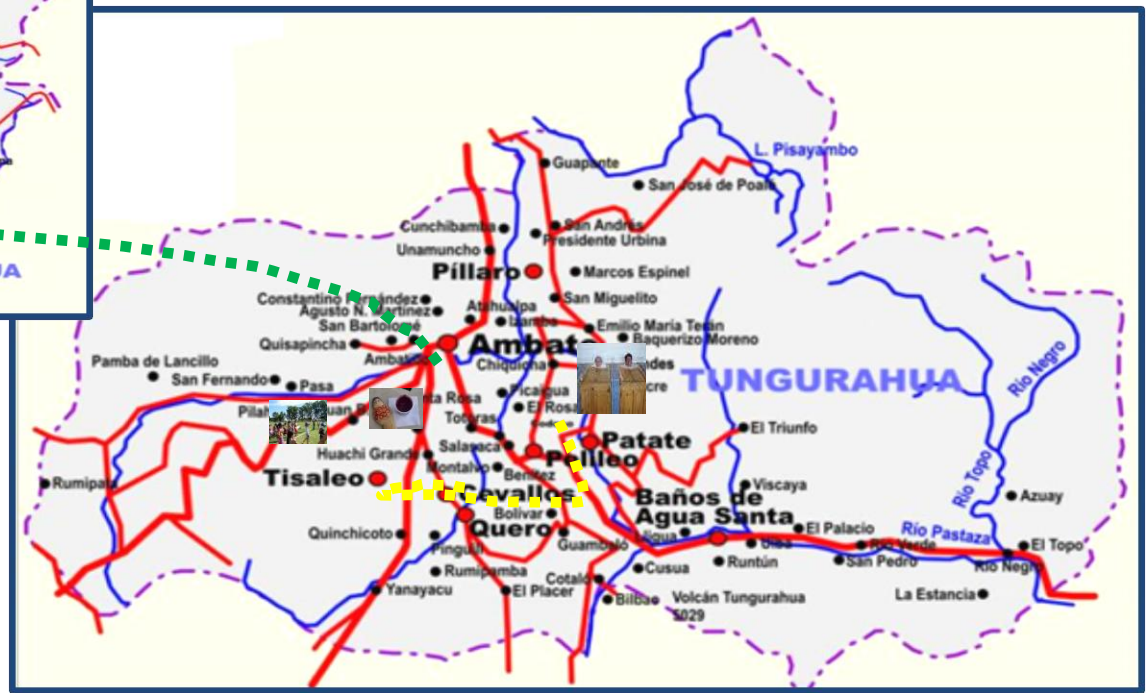 UA
Guapante
L. Pisayambo
San José de Poaló
Cunchibamba
San Andrés
Presidente Urbina
Unamuncho
Píllaro
Marcos Espinel
Constantino Fernández
Atahualpa
San Miguelito
Agusto N. Martínez
Izamba
San Bartolomé
Emilio María Terán
Quisapincha
Ambato
Baquerizo Moreno
Pamba de Lancillo
Chiquicha
San Fernando
Pasa
Picaigua
TUNGURAHUA
Río Negro
ta Rosa
El Rosa
Totoras
El Triunfo
Patate
Salasaca
Pelileo
Huachi Grande
Montalvo
Benítez
Tisaleo
Río Topo
Rumipata
Cevallos
Viscaya
Baños de
Agua Santa
Azuay
Bolívar
Quero
El Palacio
Río Pastaza
Quinchicoto
Guambaló
Lligua
Ulba
Río Verde
El Topo
Pinguilí
San Pedro
Río Negro
Rumipamba
Cotaló
Cusua
Runtún
Yanayacu
El Placer
Bilbao
Volcán Tungurahua
5029
La Estancia